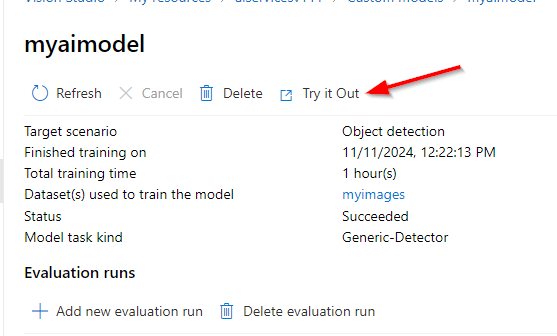 Vision Studio > My resources > aiservicesv111 > Custom models > myaimodel
myaimodel
Refresh Cancel Delete Try it Out
Target scenario Object detection
Finished training on 11/11/2024, 12:22:13 PM
Total training time 1 hour(s)
Dataset(s) used to train the model myimages
Status Succeeded
Model task kind Generic-Detector
Evaluation runs
Add new evaluation run Delete evaluation run